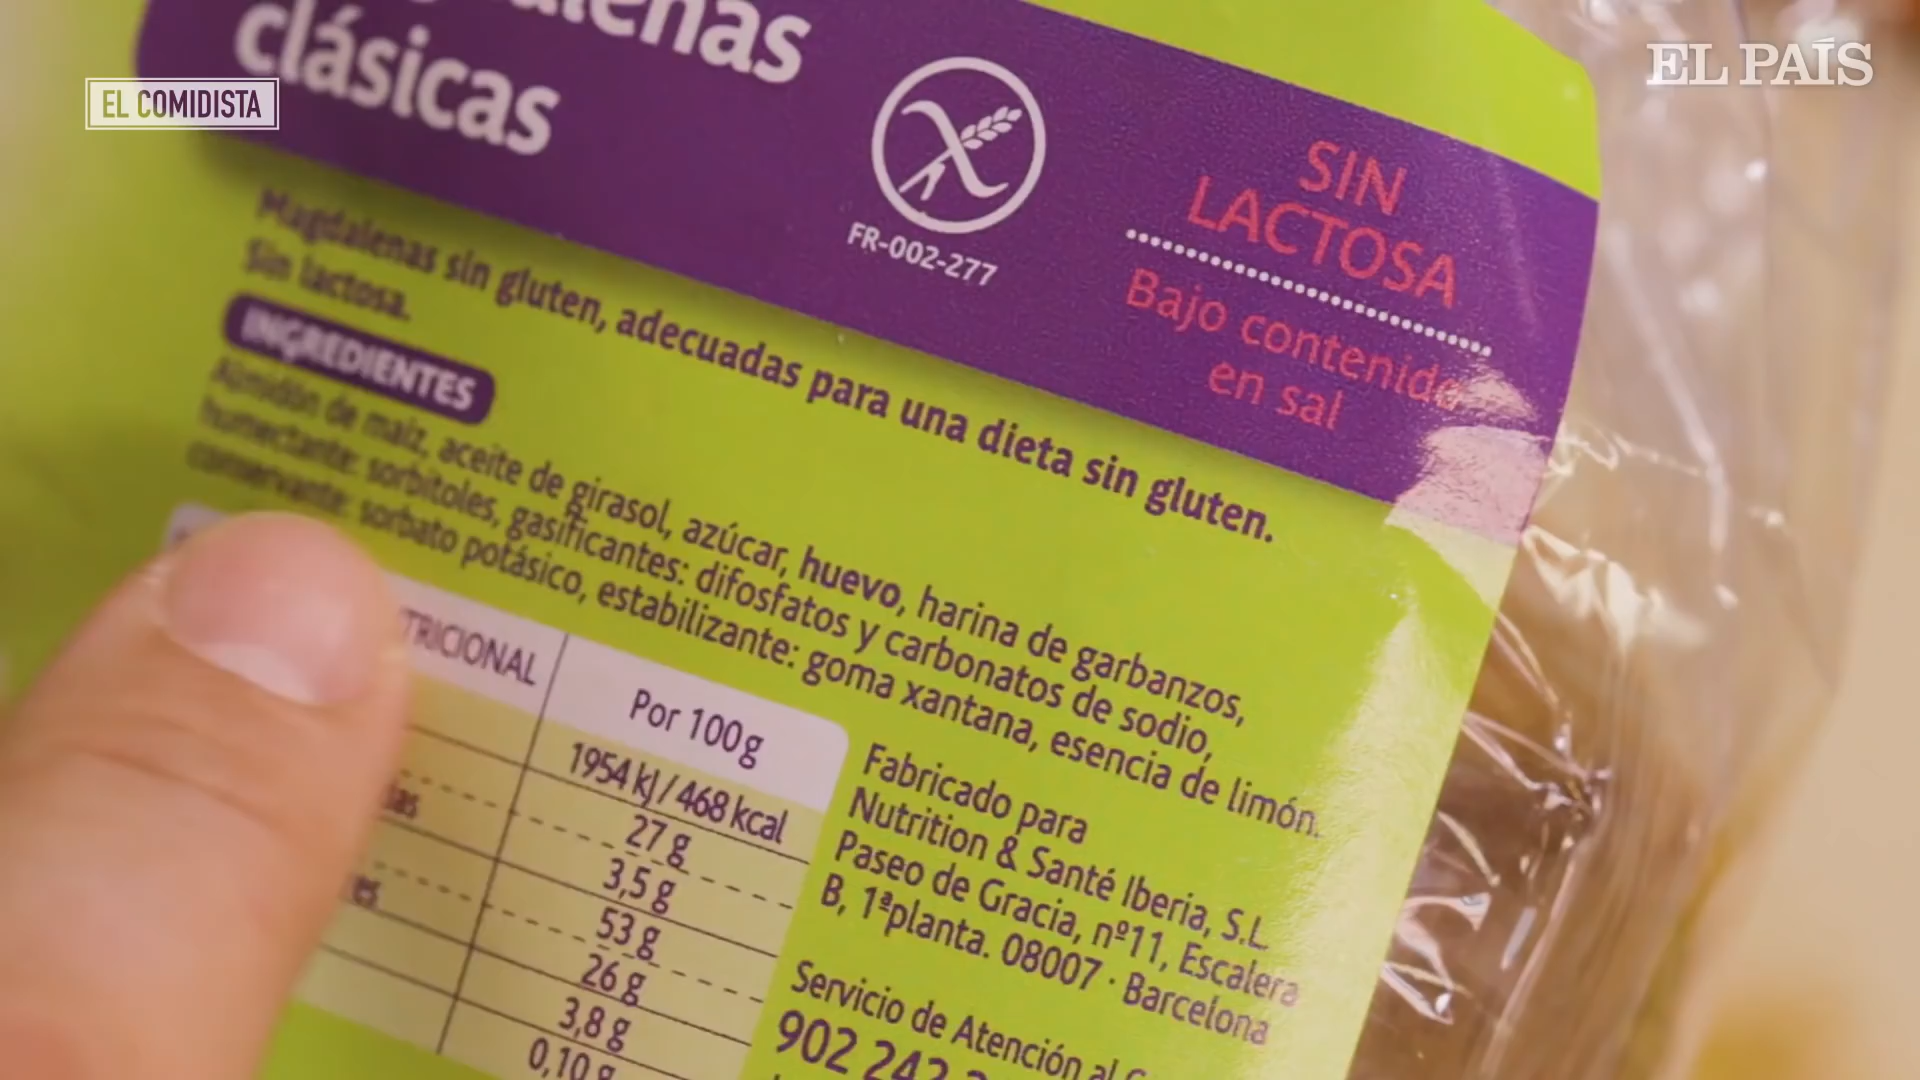 clásicas
EL COMIDISTA
EL PAÍS
FR-002-277
SIN
LACTOSA
Bajo contenido
en sal
Magdalenas sin gluten, adecuadas para una dieta sin gluten.
Sin lactosa.
INGREDIENTES
Almidón de maíz, aceite de girasol, azúcar, huevo, harina de garbanzos,
humectante: sorbitoles, gasificantes: difosfatos y carbonatos de sodio,
conservante: sorbato potásico, estabilizante: goma xantana, esencia de limón.
Por 100g
1954 kJ / 468 kcal
27 g
3,5 g
53 g
26 g
3,8 g
0,10 g
Fabricado para
Nutrition & Santé Iberia, S.L.
Paseo de Gracia, nº11, Escalera
B, 1ªplanta. 08007 · Barcelona
Servicio de Atención al
902 242